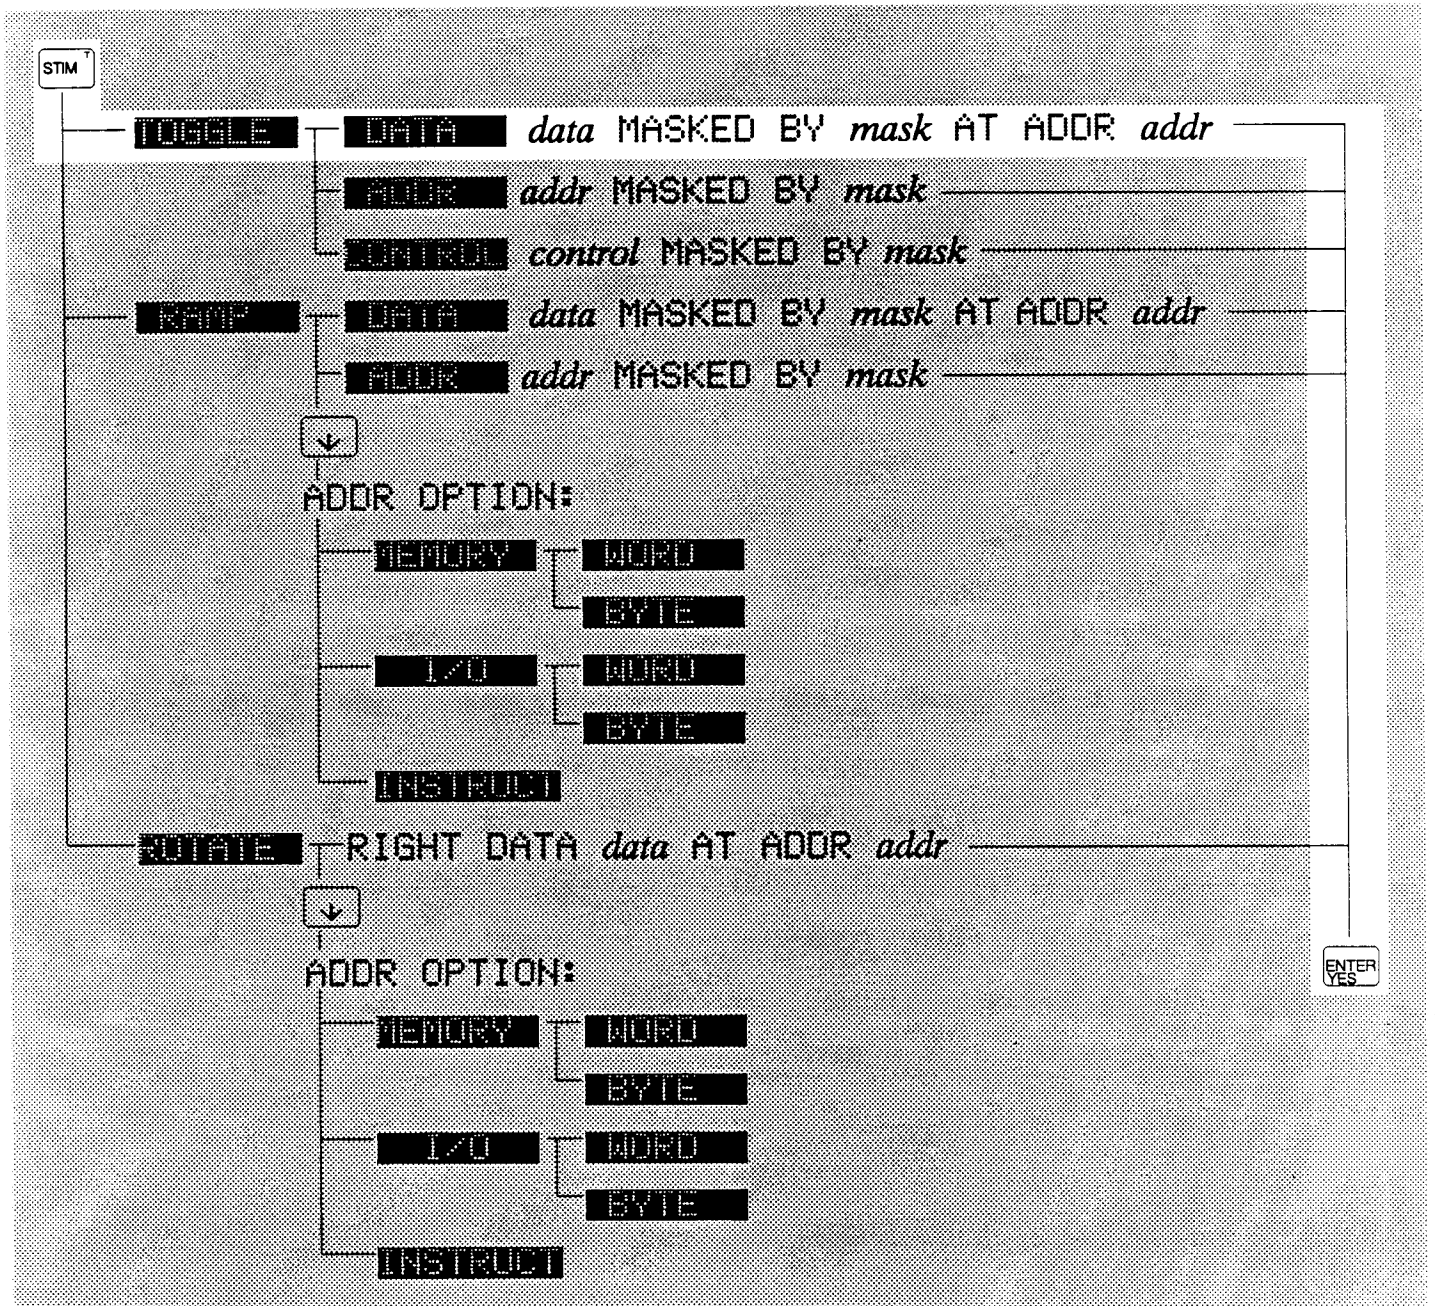 STIM T
TOGGLE DATA data MASKED BY mask AT ADDR addr
ADDR addr MASKED BY mask
CONTROL control MASKED BY mask
RAMP DATA data MASKED BY mask AT ADDR addr
ADDR addr MASKED BY mask
ADDR OPTION:
MEMORY WORD
BYTE
I/O WORD
BYTE
INSTRUCT
ROTATE RIGHT DATA data AT ADDR addr
ENTER
YES
ADDR OPTION:
MEMORY WORD
BYTE
I/O WORD
BYTE
INSTRUCT